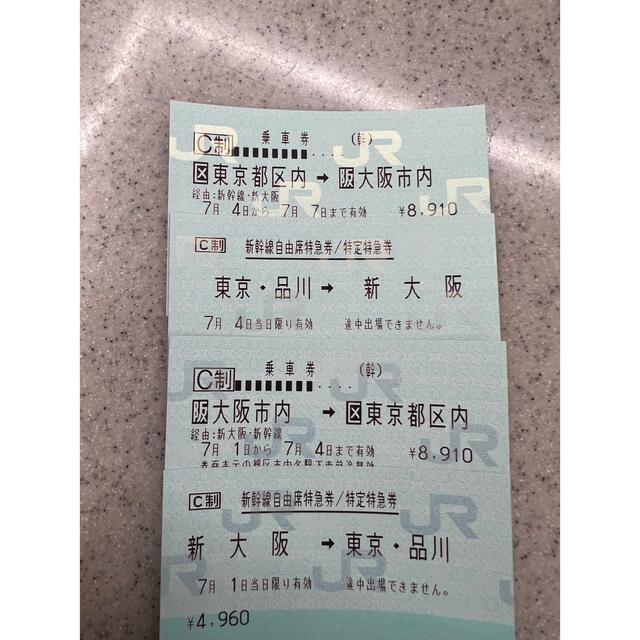 C制 乗車券 (幹)
区東京都区内 → 阪大阪市内
経由:新幹線・新大阪
7月 4日から 7月 7日まで有効 ¥8,910
C制 新幹線自由席特急券/特定特急券
東京・品川 → 新大阪
7月 4日当日限り有効 途中出場できません。
C制 乗車券 (幹)
阪大阪市内 → 区東京都区内
経由:新大阪・新幹線
7月 1日から 7月 4日まで有効 ¥8,910
C制 新幹線自由席特急券/特定特急券
新大阪 → 東京・品川
7月 1日当日限り有効 途中出場できません。
¥4,960